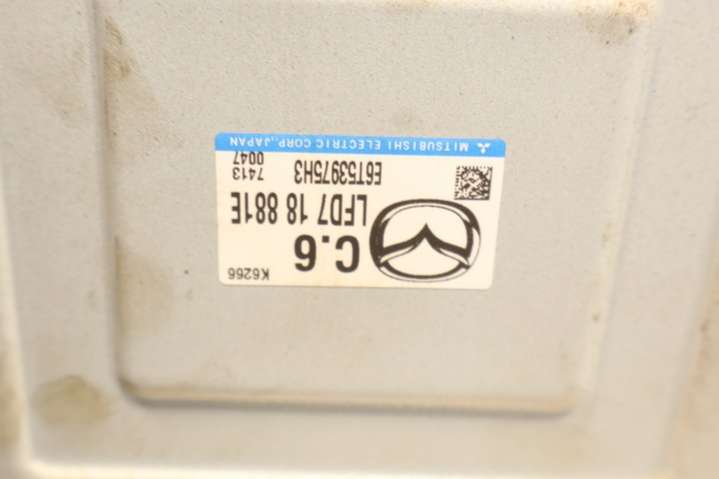 K6266
C.6
LFD7 18 881E
E6T53975H3 7413
0047
MITSUBISHI ELECTRIC CORP.,JAPAN